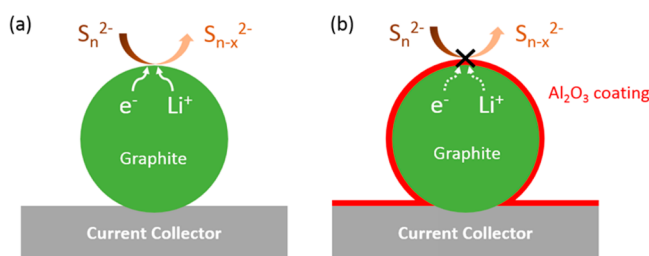 (a)
Sₙ²⁻ Sₙ₋ₓ²⁻
e⁻ Li⁺
Graphite
Current Collector
(b)
Sₙ²⁻ Sₙ₋ₓ²⁻
Al₂O₃ coating
e⁻ Li⁺
Graphite
Current Collector